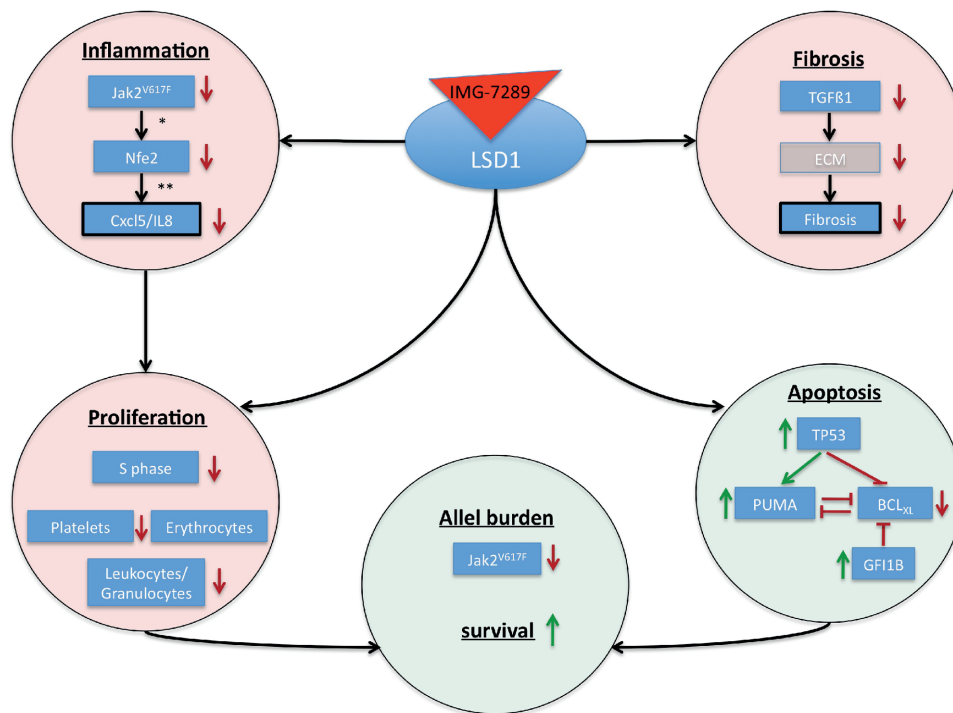 Inflammation
Jak2V617F
*
Nfe2
**
Cxcl5/IL8
IMG-7289
LSD1
Fibrosis
TGFß1
ECM
Fibrosis
Proliferation
S phase
Platelets
Erythrocytes
Leukocytes/
Granulocytes
Allel burden
Jak2V617F
survival
Apoptosis
TP53
PUMA
BCLXL
GFI1B